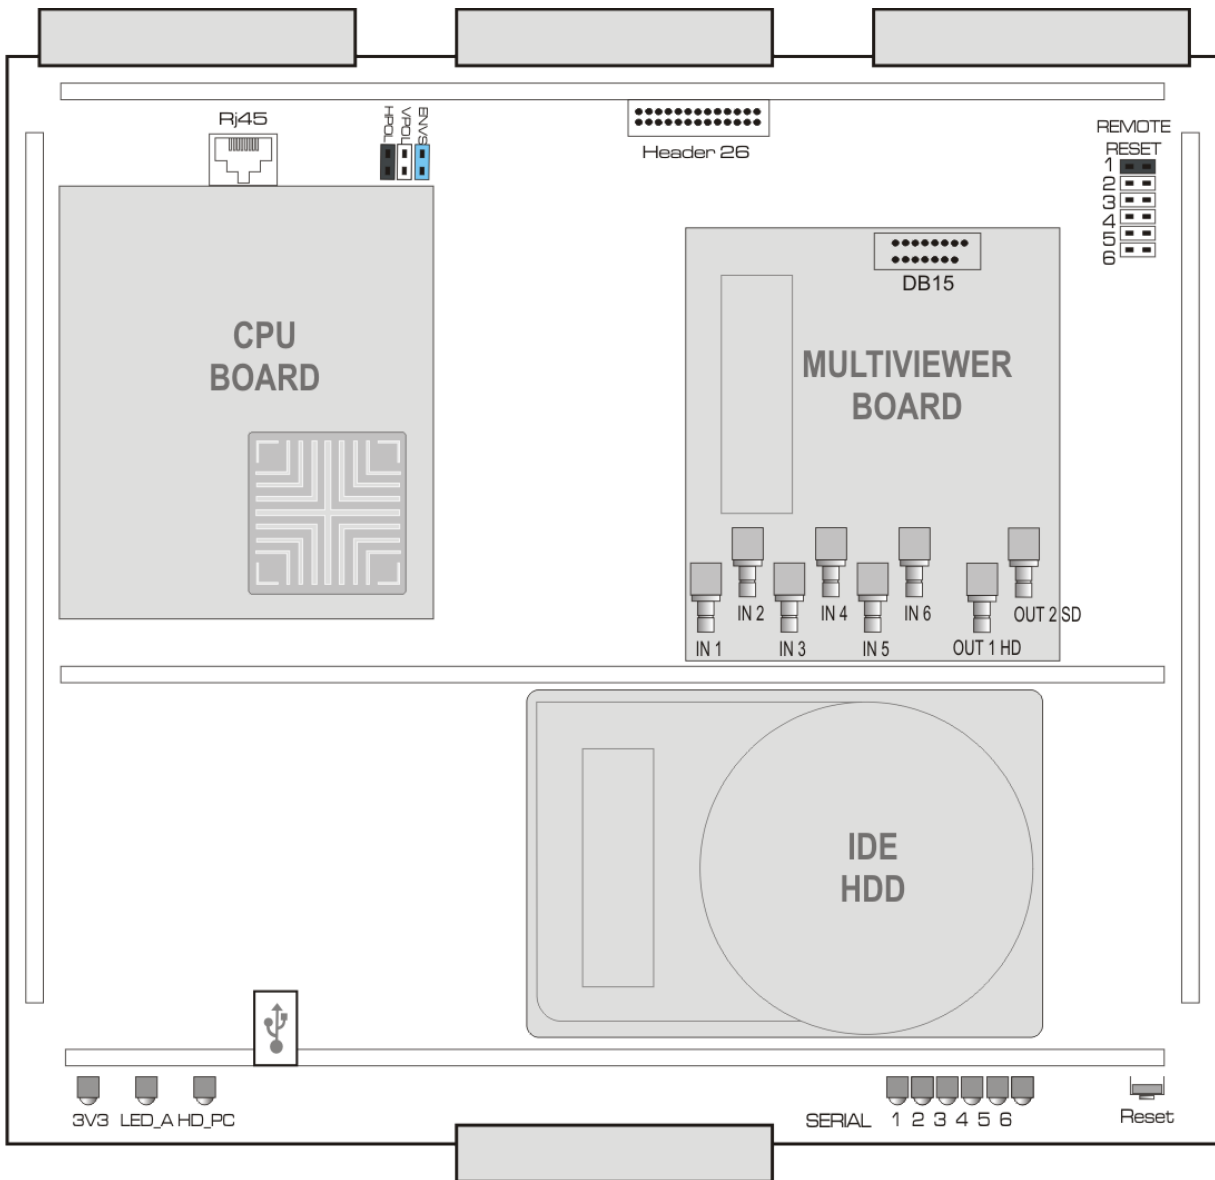 Rj45
HPOL
VPOL
ENVS
Header 26
REMOTE
RESET
1
2
3
4
5
6
DB15
CPU
BOARD
MULTIVIEWER
BOARD
IN 1
IN 2
IN 3
IN 4
IN 5
IN 6
OUT 1 HD
OUT 2 SD
IDE
HDD
3V3 LED_A HD_PC
SERIAL 1 2 3 4 5 6
Reset